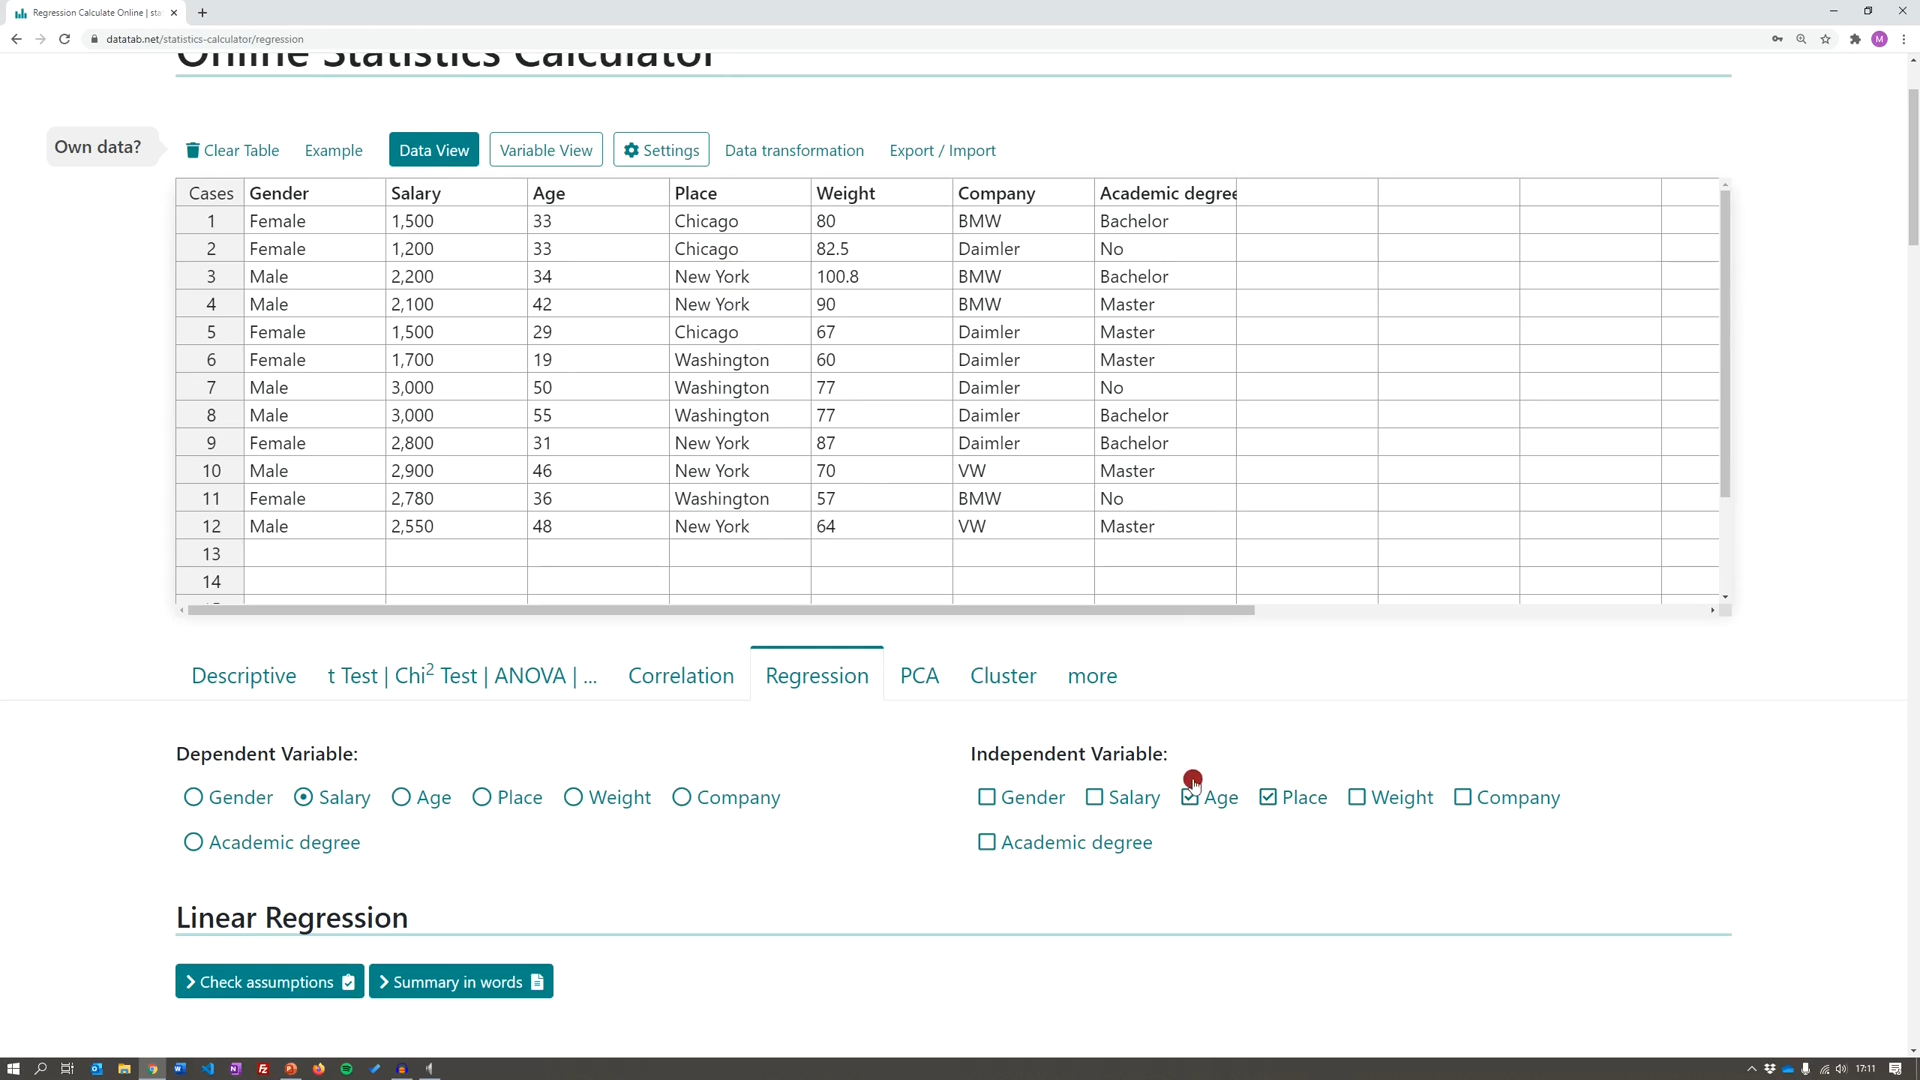 Regression Calculate Online | sta
datatab.net/statistics-calculator/regression
M
Online Statistics Calculator
Own data?
Clear Table Example Data View Variable View Settings Data transformation Export / Import
Cases Gender Salary Age Place Weight Company Academic degree
1 Female 1,500 33 Chicago 80 BMW Bachelor
2 Female 1,200 33 Chicago 82.5 Daimler No
3 Male 2,200 34 New York 100.8 BMW Bachelor
4 Male 2,100 42 New York 90 BMW Master
5 Female 1,500 29 Chicago 67 Daimler Master
6 Female 1,700 19 Washington 60 Daimler Master
7 Male 3,000 50 Washington 77 Daimler No
8 Male 3,000 55 Washington 77 Daimler Bachelor
9 Female 2,800 31 New York 87 Daimler Bachelor
10 Male 2,900 46 New York 70 VW Master
11 Female 2,780 36 Washington 57 BMW No
12 Male 2,550 48 New York 64 VW Master
13
14
Descriptive t Test | Chi² Test | ANOVA | ... Correlation Regression PCA Cluster more
Dependent Variable: Independent Variable:
Gender Salary Age Place Weight Company Gender Salary Age Place Weight Company
Academic degree Academic degree
Linear Regression
Check assumptions Summary in words
17:11